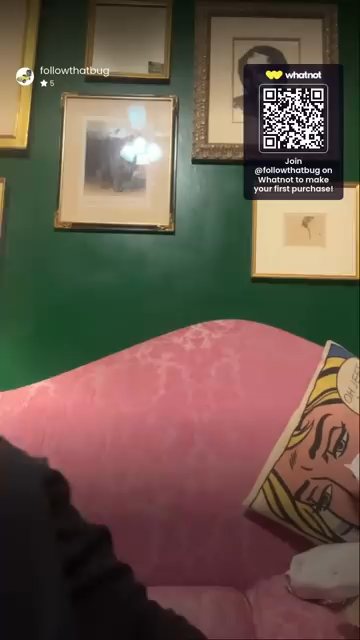 followthatbug
★ 5
whatnot
Join
@followthatbug on
Whatnot to make
your first purchase!